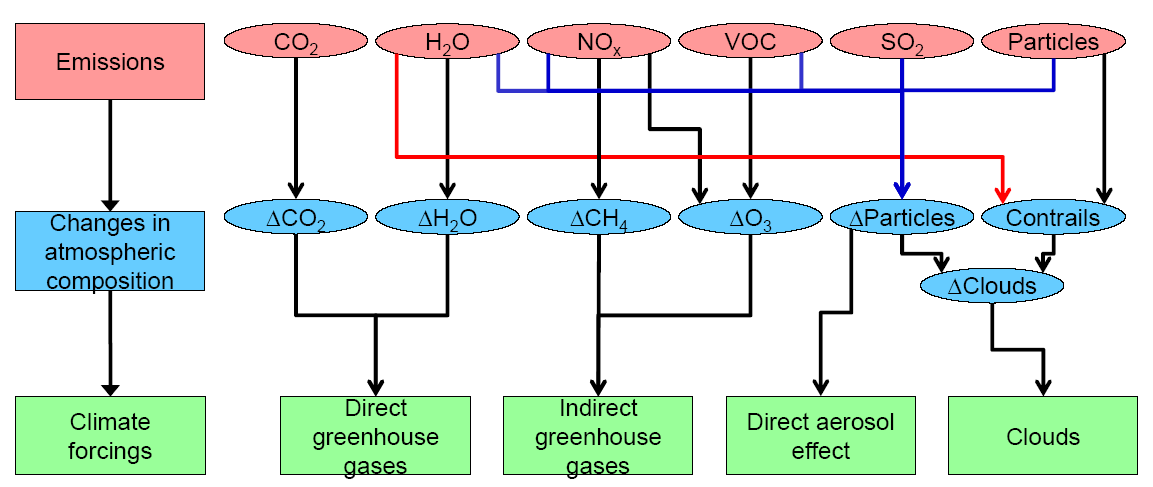 Emissions
CO2
H2O
NOx
VOC
SO2
Particles
Changes in
atmospheric
composition
ΔCO2
ΔH2O
ΔCH4
ΔO3
ΔParticles
Contrails
ΔClouds
Climate
forcings
Direct
greenhouse
gases
Indirect
greenhouse
gases
Direct aerosol
effect
Clouds